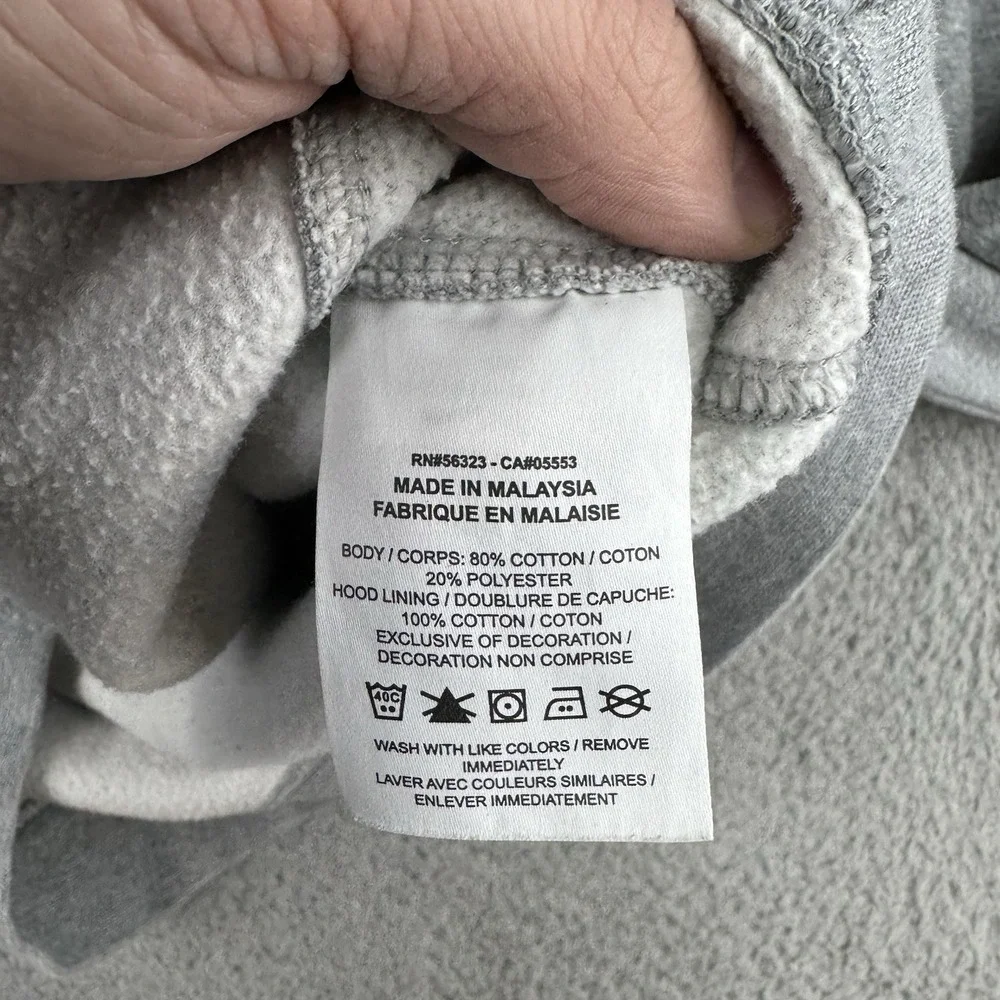 RN#56323 - CA#05553
MADE IN MALAYSIA
FABRIQUE EN MALAISIE
BODY / CORPS: 80% COTTON / COTON
20% POLYESTER
HOOD LINING / DOUBLURE DE CAPUCHE:
100% COTTON / COTON
EXCLUSIVE OF DECORATION /
DECORATION NON COMPRISE
40C
WASH WITH LIKE COLORS / REMOVE
IMMEDIATELY
LAVER AVEC COULEURS SIMILAIRES /
ENLEVER IMMEDIATEMENT